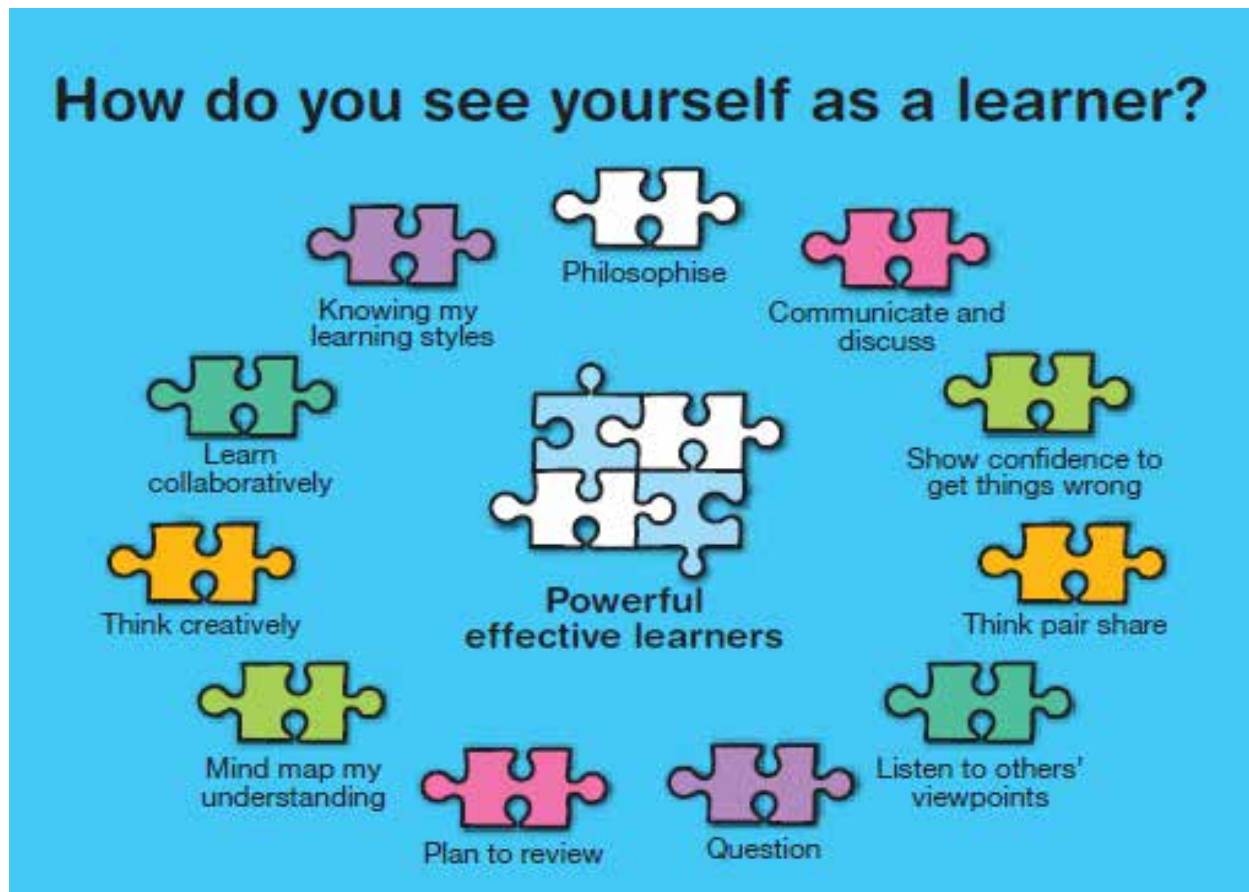 How do you see yourself as a learner?
Philosophise
Knowing my
learning styles
Communicate and
discuss
Learn
collaboratively
Show confidence to
get things wrong
Powerful
effective learners
Think creatively
Think pair share
Mind map my
understanding
Listen to others'
viewpoints
Plan to review
Question